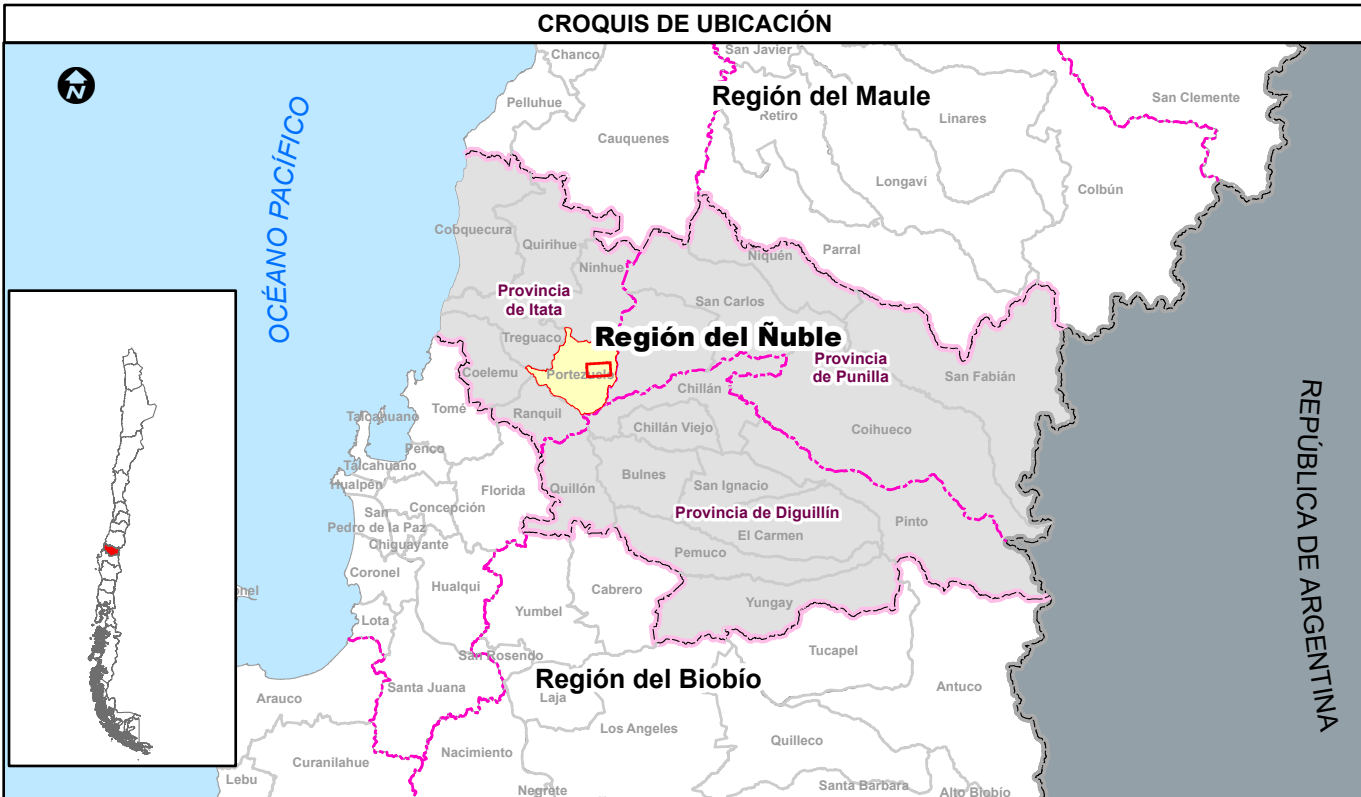 CROQUIS DE UBICACIÓN
N
Chanco
San Javier
Pelluhue
Región del Maule
San Clemente
Retiro
Linares
Cauquenes
OCÉANO PACÍFICO
Longaví
Colbún
Cobquecura
Quirihue
Parral
Ninhue
Niquén
Provincia
de Itata
San Carlos
Treguaco
Región del Ñuble
Provincia
de Punilla
Coelemu
Portezuelo
Chillán
San Fabián
Ranquil
Tomé
Talcahuano
Chillán Viejo
Coihueco
REPÚBLICA DE ARGENTINA
Penco
Talcahuano
Hualpén
Bulnes
San Ignacio
Quillón
Florida
Concepción
San
Pedro de la Paz
Provincia de Diguillín
Pinto
El Carmen
Chiguayante
Pemuco
Coronel
Hualqui
Cabrero
nel
Yungay
Yumbel
Lota
San Rosendo
Tucapel
Región del Biobío
Santa Juana
Antuco
Arauco
Laja
Los Angeles
Quilleco
Nacimiento
Curanilahue
Lebu
Santa Bárbara
Alto Biobío
Negrete